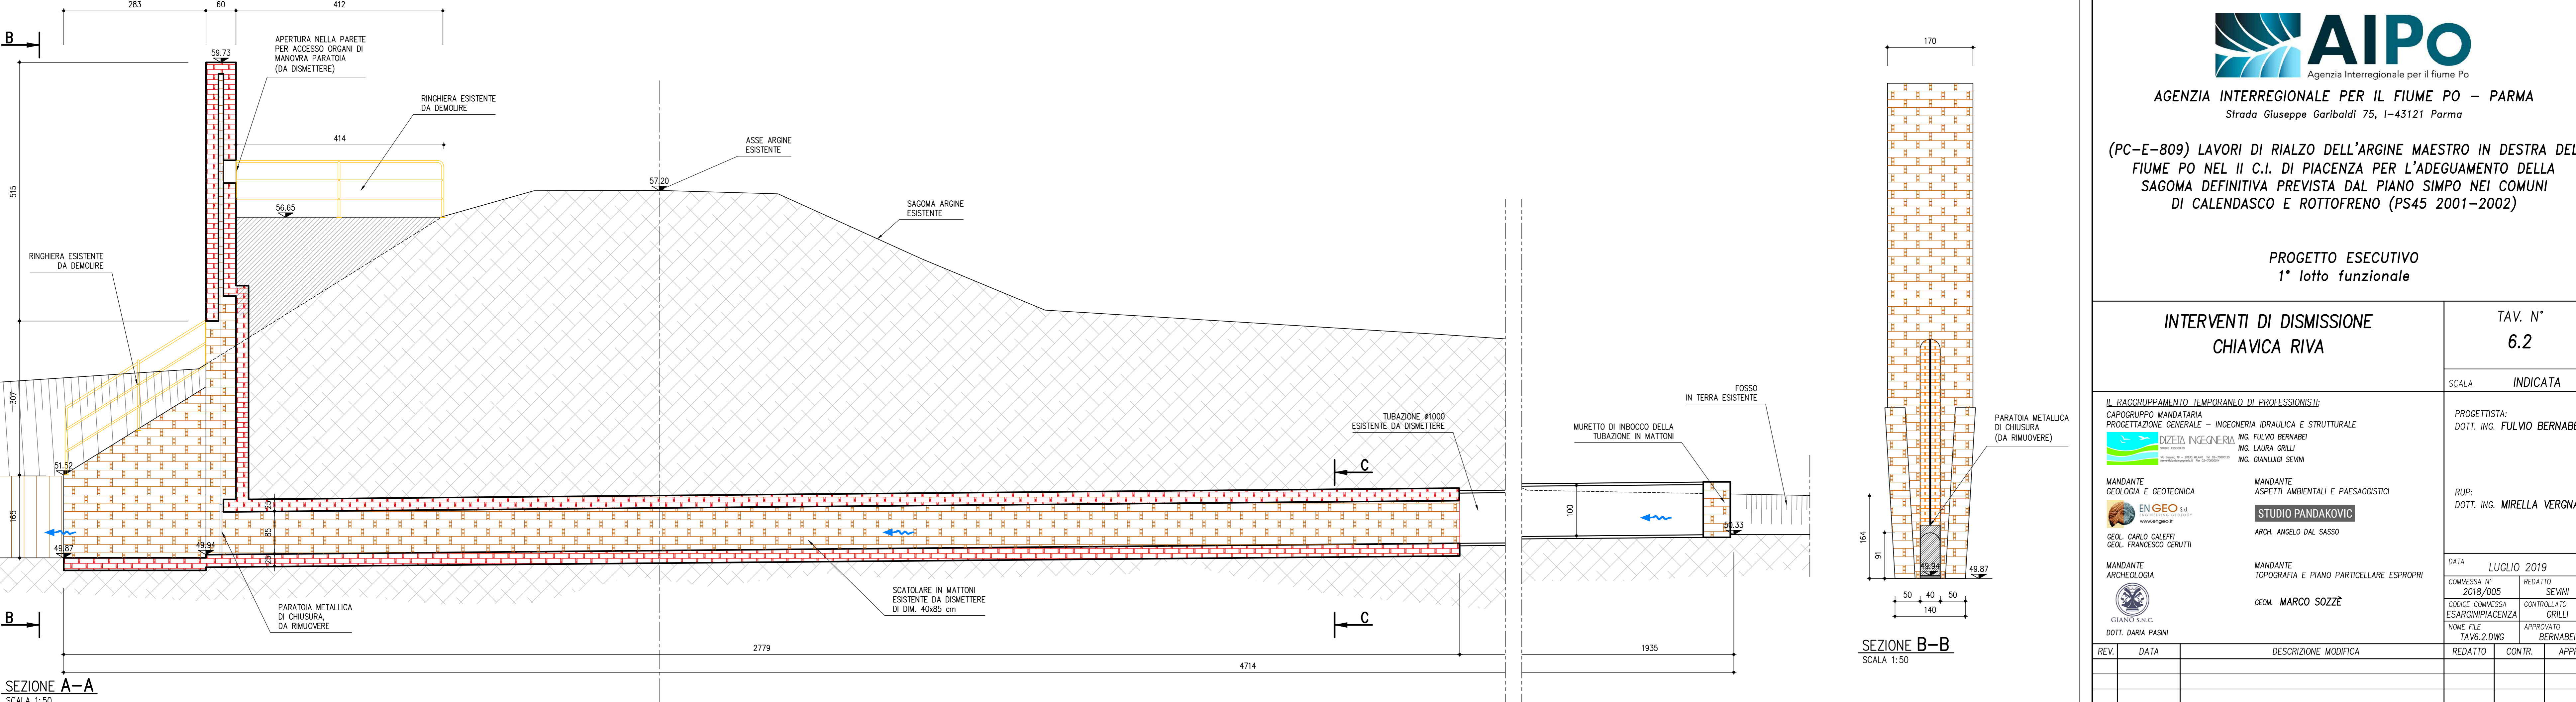 283
60
412
B
59.73
APERTURA NELLA PARETE
PER ACCESSO ORGANI DI
MANOVRA PARATOIA
(DA DISMETTERE)
RINGHIERA ESISTENTE
DA DEMOLIRE
414
ASSE ARGINE
ESISTENTE
57.20
515
56.65
SAGOMA ARGINE
ESISTENTE
RINGHIERA ESISTENTE
DA DEMOLIRE
307
FOSSO
IN TERRA ESISTENTE
TUBAZIONE ø1000
ESISTENTE DA DISMETTERE
MURETTO DI INBOCCO DELLA
TUBAZIONE IN MATTONI
51.52
C
165
25
85
25
100
50.33
49.87
49.94
SCATOLARE IN MATTONI
ESISTENTE DA DISMETTERE
DI DIM. 40x85 cm
PARATOIA METALLICA
DI CHIUSURA,
DA RIMUOVERE
B
C
2779
1935
4714
SEZIONE A-A
SCALA 1:50
170
PARATOIA METALLICA
DI CHIUSURA
(DA RIMUOVERE)
164
91
49.94
49.87
50
40
50
140
SEZIONE B-B
SCALA 1:50
AIPo
Agenzia Interregionale per il fiume Po
AGENZIA INTERREGIONALE PER IL FIUME PO - PARMA
Strada Giuseppe Garibaldi 75, I-43121 Parma
(PC-E-809) LAVORI DI RIALZO DELL'ARGINE MAESTRO IN DESTRA DEL
FIUME PO NEL II C.I. DI PIACENZA PER L'ADEGUAMENTO DELLA
SAGOMA DEFINITIVA PREVISTA DAL PIANO SIMPO NEI COMUNI
DI CALENDASCO E ROTTOFRENO (PS45 2001-2002)
PROGETTO ESECUTIVO
1° lotto funzionale
INTERVENTI DI DISMISSIONE
CHIAVICA RIVA
TAV. N°
6.2
SCALA INDICATA
IL RAGGRUPPAMENTO TEMPORANEO DI PROFESSIONISTI:
CAPOGRUPPO MANDATARIA
PROGETTAZIONE GENERALE - INGEGNERIA IDRAULICA E STRUTTURALE
DIZETA INGEGNERIA
ING. FULVIO BERNABEI
ING. LAURA GRILLI
ING. GIANLUIGI SEVINI
PROGETTISTA:
DOTT. ING. FULVIO BERNABE
MANDANTE
GEOLOGIA E GEOTECNICA
EN GEO s.r.l.
ENGINEERING GEOLOGY
www.engeo.it
GEOL. CARLO CALEFFI
GEOL. FRANCESCO CERUTTI
MANDANTE
ASPETTI AMBIENTALI E PAESAGGISTICI
STUDIO PANDAKOVIC
ARCH. ANGELO DAL SASSO
RUP:
DOTT. ING. MIRELLA VERGNA
MANDANTE
ARCHEOLOGIA
GIANO S.N.C.
DOTT. DARIA PASINI
MANDANTE
TOPOGRAFIA E PIANO PARTICELLARE ESPROPRI
GEOM. MARCO SOZZÈ
DATA
LUGLIO 2019
COMMESSA N° REDATTO
2018/005 SEVINI
CODICE COMMESSA CONTROLLATO
ESARGINIPIACENZA GRILLI
NOME FILE APPROVATO
TAV6.2.DWG BERNABEI
REV. DATA DESCRIZIONE MODIFICA REDATTO CONTR. APPR